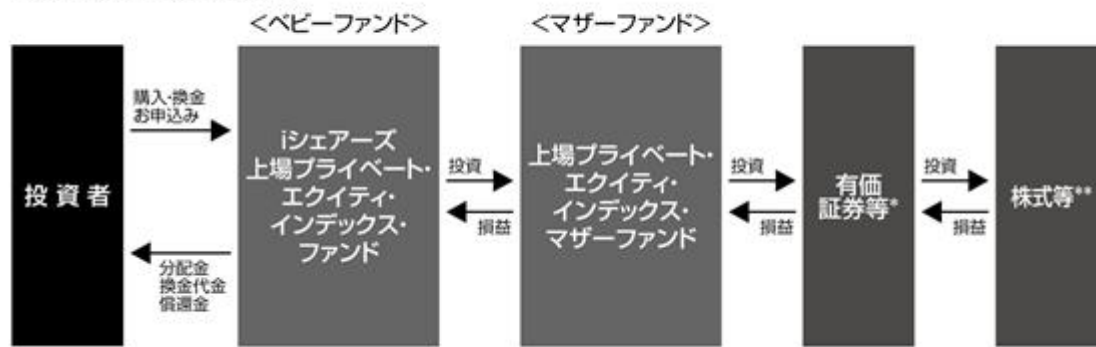 <ベビーファンド>
<マザーファンド>
投資者
購入・換金
お申込み
分配金
換金代金
償還金
iシェアーズ
上場プライベート・
エクイティ・
インデックス・
ファンド
投資
損益
上場プライベート・
エクイティ・
インデックス・
マザーファンド
投資
損益
有価
証券等*
投資
損益
株式等**